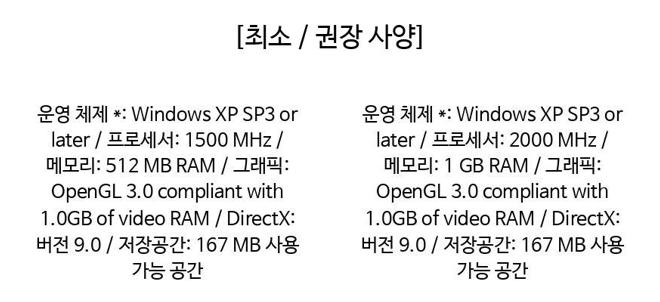 [최소 / 권장 사양]
운영 체제 *: Windows XP SP3 or
later / 프로세서: 1500 MHz /
메모리: 512 MB RAM / 그래픽:
OpenGL 3.0 compliant with
1.0GB of video RAM / DirectX:
버전 9.0 / 저장공간: 167 MB 사용
가능 공간
운영 체제 *: Windows XP SP3 or
later / 프로세서: 2000 MHz /
메모리: 1 GB RAM / 그래픽:
OpenGL 3.0 compliant with
1.0GB of video RAM / DirectX:
버전 9.0 / 저장공간: 167 MB 사용
가능 공간